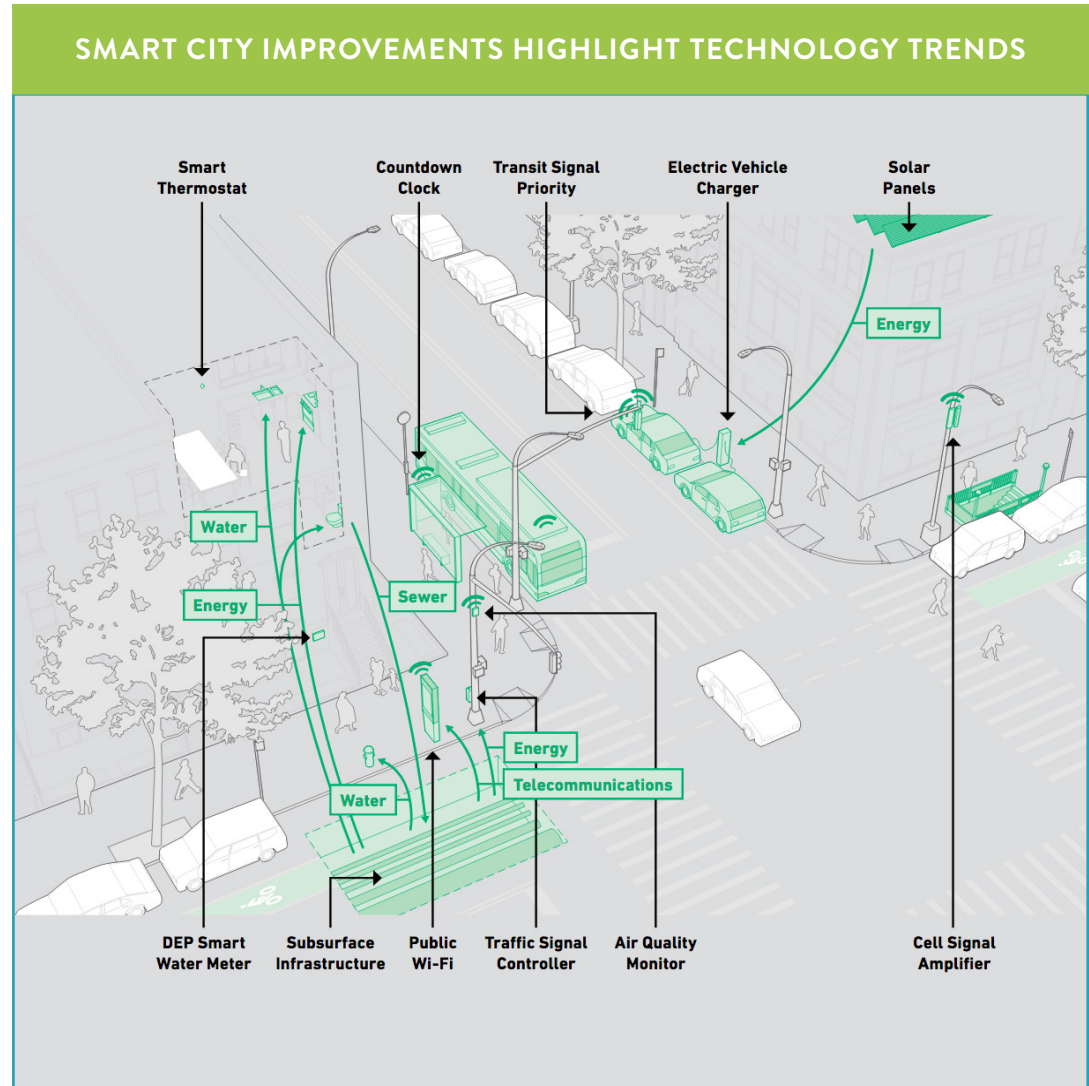 SMART CITY IMPROVEMENTS HIGHLIGHT TECHNOLOGY TRENDS
Smart
Thermostat
Countdown
Clock
Transit Signal
Priority
Electric Vehicle
Charger
Solar
Panels
Energy
Water
Energy
Sewer
Energy
Telecommunications
Water
DEP Smart
Water Meter
Subsurface
Infrastructure
Public
Wi-Fi
Traffic Signal
Controller
Air Quality
Monitor
Cell Signal
Amplifier